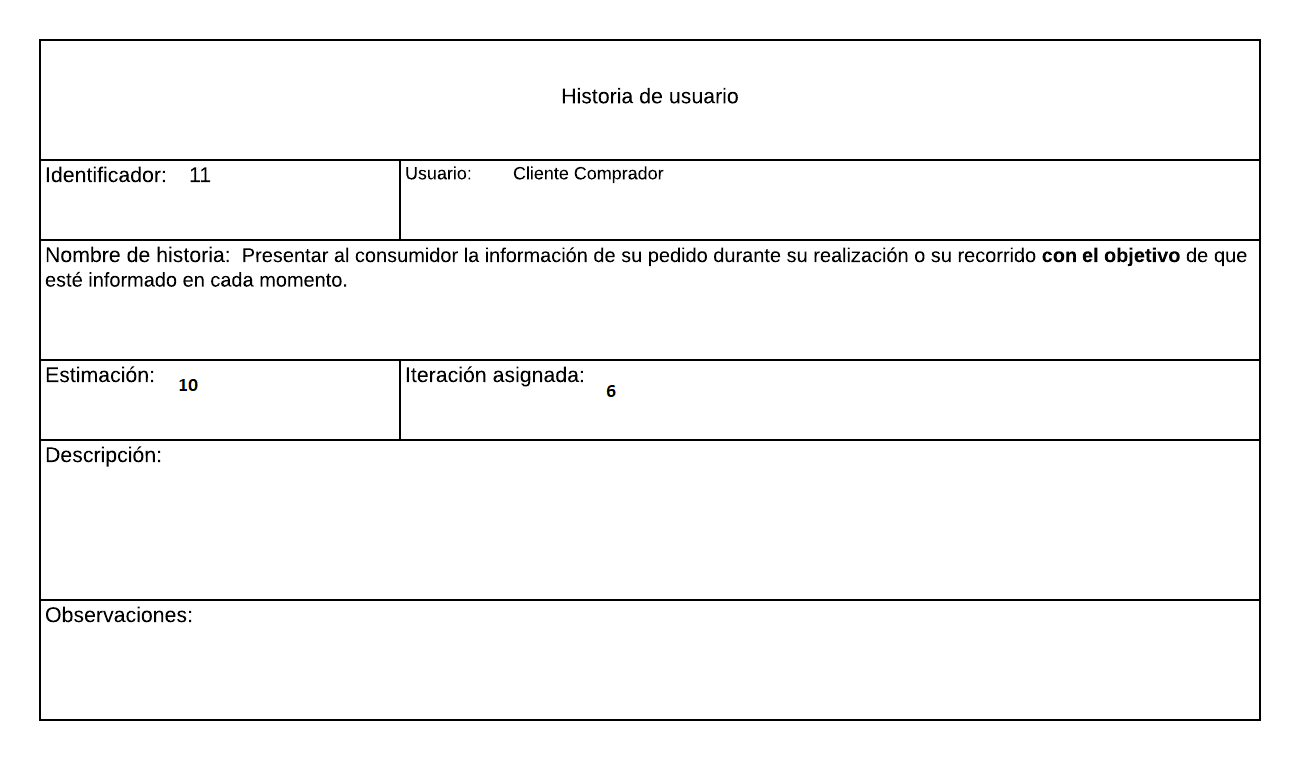 Historia de usuario
Identificador: 11
Usuario: Cliente Comprador
Nombre de historia: Presentar al consumidor la información de su pedido durante su realización o su recorrido con el objetivo de que
esté informado en cada momento.
Estimación: 10
Iteración asignada: 6
Descripción:
Observaciones: